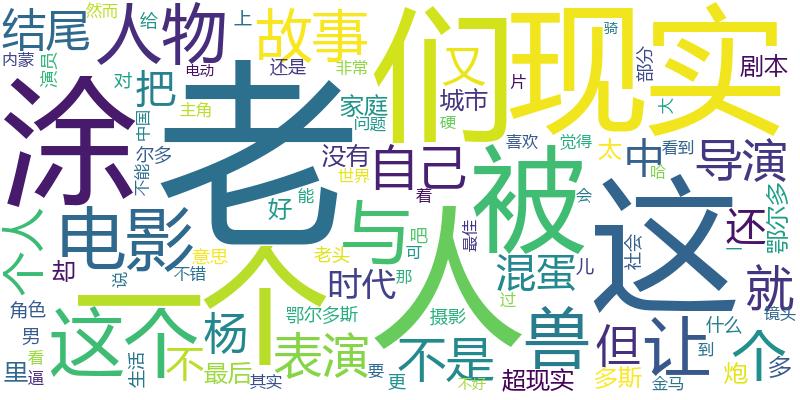 结尾
人物
然而
给
上
故事
们
现实
内蒙
演员
对
电动
还是
非常
又
片
骑
部分
剧本
涂
老
把
主角
家庭
问题
城市
硬
大
中国
不能
尔多
没有
自己
喜欢
觉得
太
中
看到
导演
被
这
世界
能
看
哈
会
好
个人
电影
一个
与
人
还
鄂尔多
却
意思
老头
吧
可
那
最佳
混蛋
儿
社会
一
就
说
不错
时代
过
角色
男
这个
杨
鄂尔多斯
摄影
兽
但
让
什么
镜头
到
个
里
看
逼
生活
不
最后
表演
其实
要
更
不是
不好
超现实
多斯
金马
炮
多